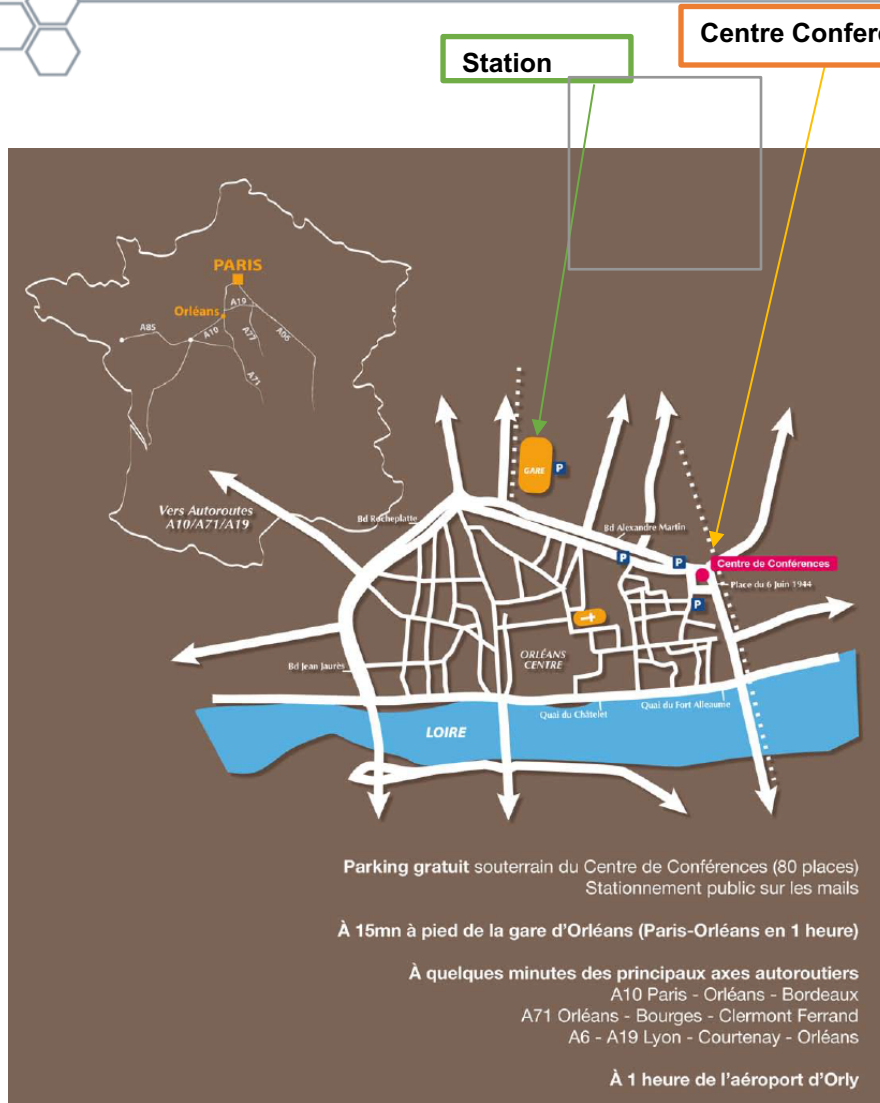 Station
Centre Confere
PARIS
Orléans
A19
A85
A10
A77
A06
A71
GARE
P
Vers Autoroutes
A10/A71/A19
Bd Rocheplatte
Bd Alexandre Martin
P
P
Centre de Conférences
Place du 6 Juin 1944
P
ORLÉANS
CENTRE
Bd Jean Jaurès
Quai du Châtelet
Quai du Fort Alleaume
LOIRE
Parking gratuit souterrain du Centre de Conférences (80 places)
Stationnement public sur les mails
À 15mn à pied de la gare d'Orléans (Paris-Orléans en 1 heure)
À quelques minutes des principaux axes autoroutiers
A10 Paris - Orléans - Bordeaux
A71 Orléans - Bourges - Clermont Ferrand
A6 - A19 Lyon - Courtenay - Orléans
À 1 heure de l'aéroport d'Orly